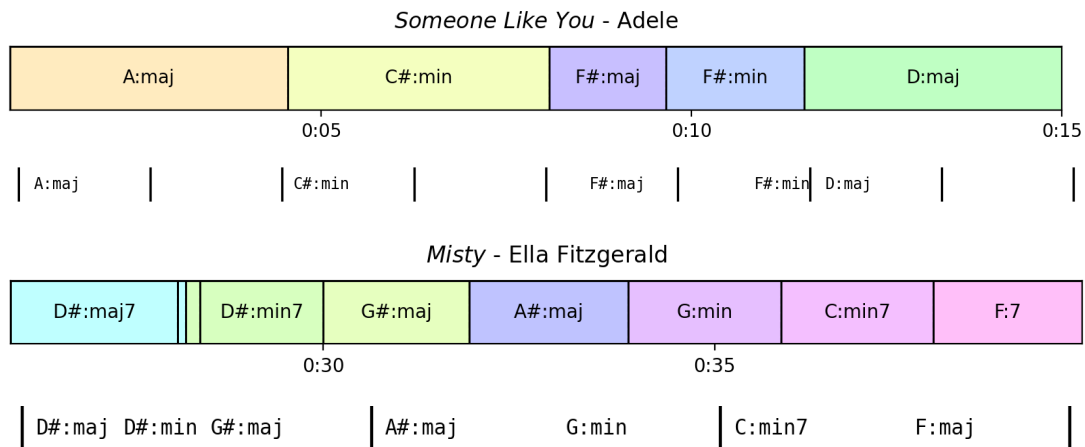 Someone Like You - Adele
A:maj C#:min F#:maj F#:min D:maj
0:05 0:10 0:15
A:maj C#:min F#:maj F#:min D:maj
Misty - Ella Fitzgerald
D#:maj7 D#:min7 G#:maj A#:maj G:min C:min7 F:7
0:30 0:35
D#:maj D#:min G#:maj A#:maj G:min C:min7 F:maj